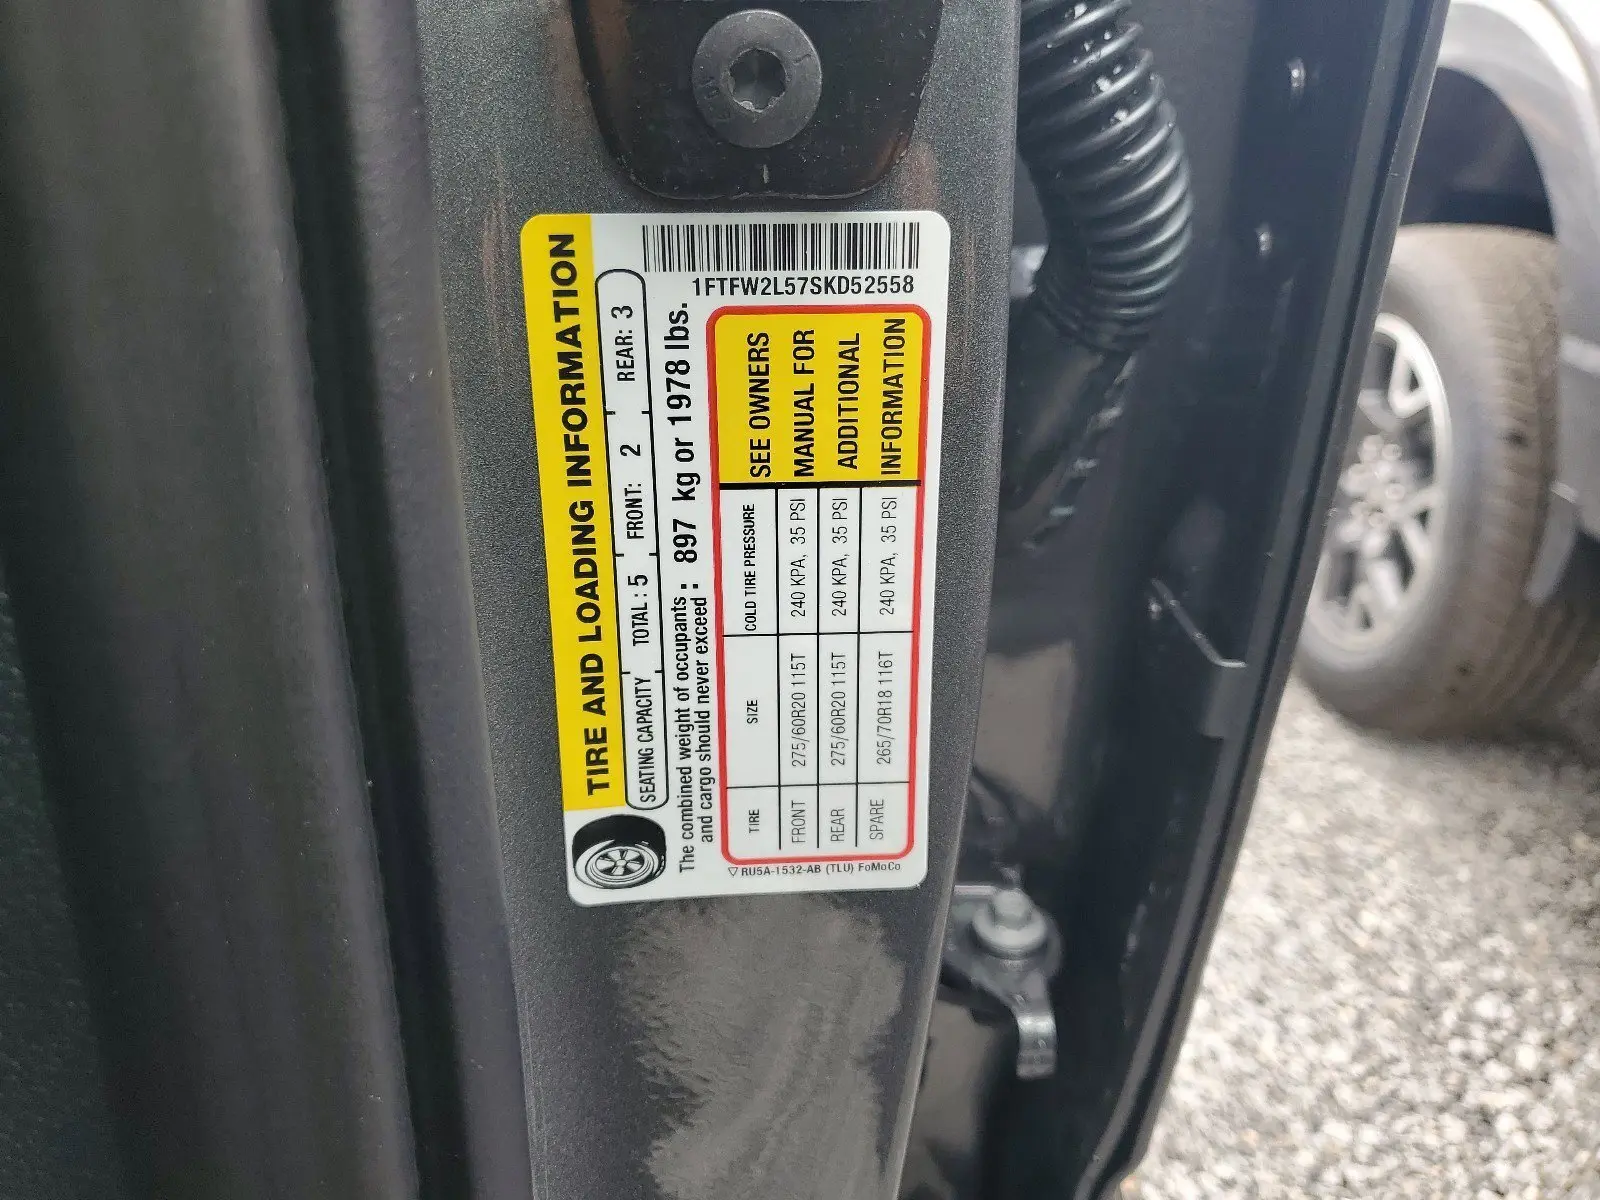 TIRE AND LOADING INFORMATION
SEATING CAPACITY TOTAL: 5 FRONT: 2 REAR: 3
The combined weight of occupants
and cargo should never exceed : 897 kg or 1978 lbs.
1FTFW2L57SKD52558
TIRE SIZE COLD TIRE PRESSURE
FRONT 275/60R20 115T 240 KPA, 35 PSI
REAR 275/60R20 115T 240 KPA, 35 PSI
SPARE 265/70R18 116T 240 KPA, 35 PSI
SEE OWNERS
MANUAL FOR
ADDITIONAL
INFORMATION
RU5A-1532-AB (TLU) FoMoCo